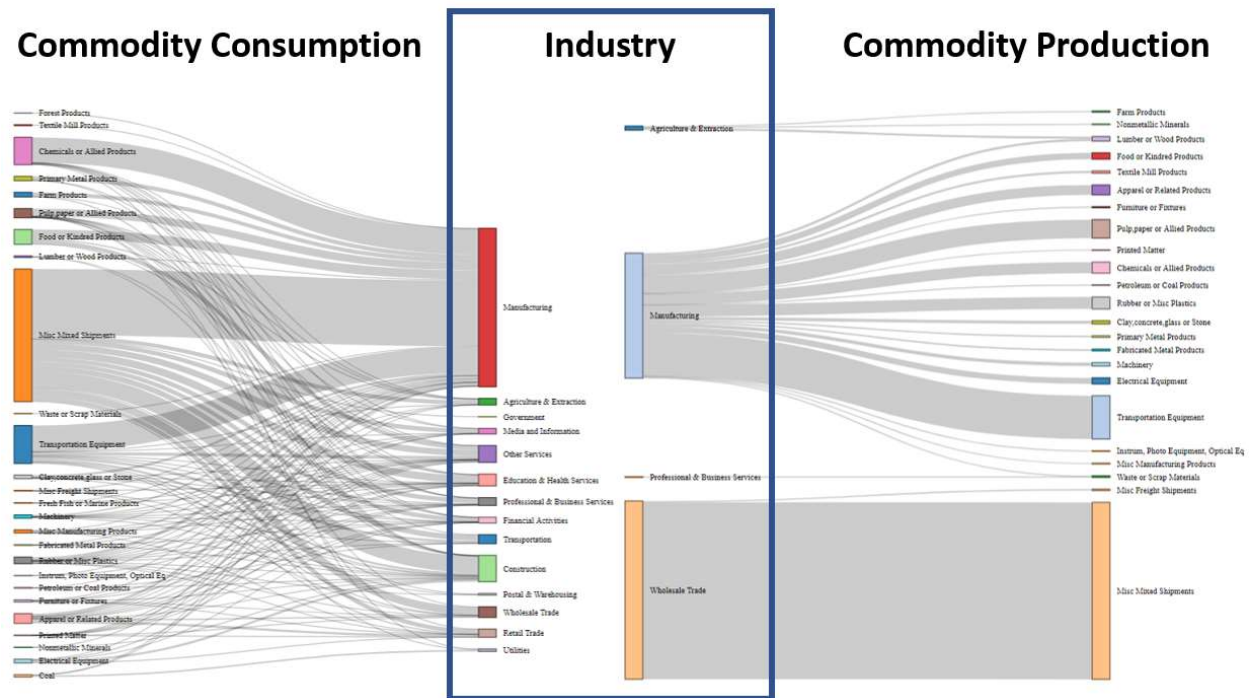 Commodity Consumption
Industry
Commodity Production
Forest Products
Textile Mill Products
Chemicals or Allied Products
Primary Metal Products
Farm Products
Pulp,paper or Allied Products
Food or Kindred Products
Lumber or Wood Products
Misc Mixed Shipments
Waste or Scrap Materials
Transportation Equipment
Clay,concrete,glass or Stone
Misc Freight Shipments
Fresh Fish or Marine Products
Machinery
Misc Manufacturing Products
Fabricated Metal Products
Rubber or Misc Plastics
Instrum, Photo Equipment, Optical Eq
Petroleum or Coal Products
Furniture or Fixtures
Apparel or Related Products
Printed Matter
Nonmetallic Minerals
Electrical Equipment
Coal
Manufacturing
Agriculture & Extraction
Government
Media and Information
Other Services
Education & Health Services
Professional & Business Services
Financial Activities
Transportation
Construction
Postal & Warehousing
Wholesale Trade
Retail Trade
Utilities
Agriculture & Extraction
Manufacturing
Professional & Business Services
Wholesale Trade
Farm Products
Nonmetallic Minerals
Lumber or Wood Products
Food or Kindred Products
Textile Mill Products
Apparel or Related Products
Furniture or Fixtures
Pulp,paper or Allied Products
Printed Matter
Chemicals or Allied Products
Petroleum or Coal Products
Rubber or Misc Plastics
Clay,concrete,glass or Stone
Primary Metal Products
Fabricated Metal Products
Machinery
Electrical Equipment
Transportation Equipment
Instrum, Photo Equipment, Optical Eq
Misc Manufacturing Products
Waste or Scrap Materials
Misc Freight Shipments
Misc Mixed Shipments